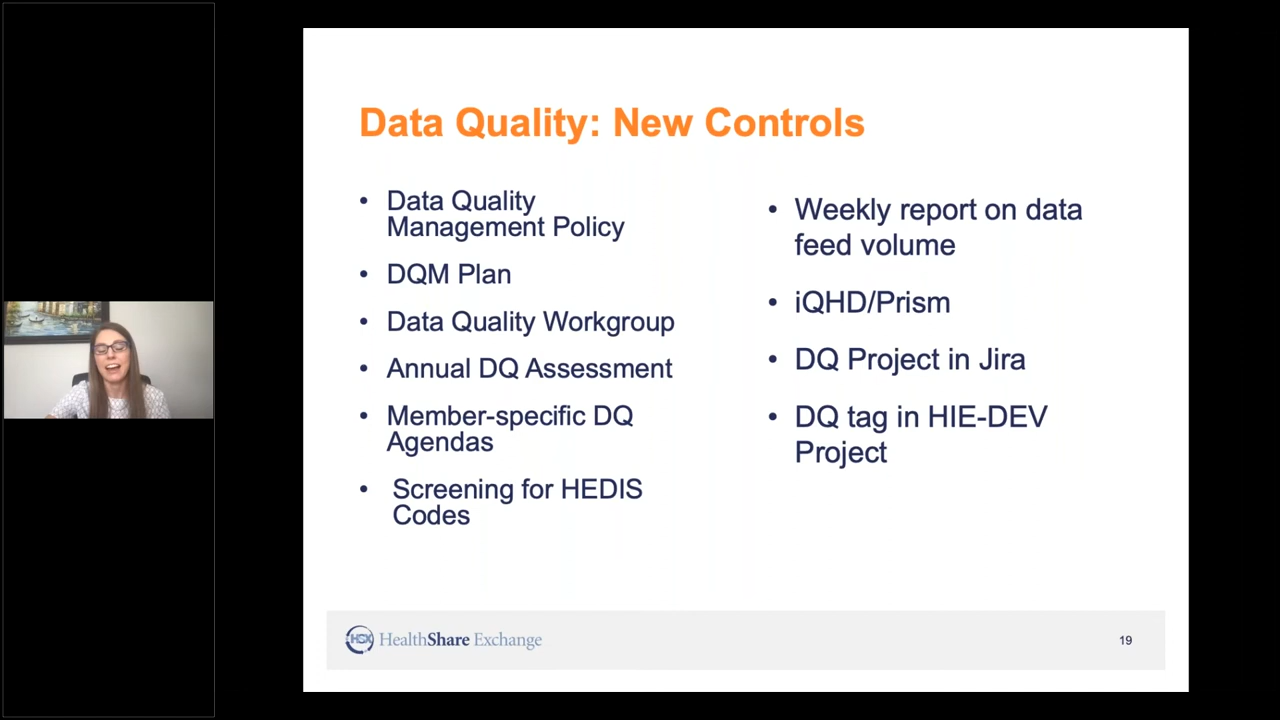 Data Quality: New Controls
• Data Quality
Management Policy
• DQM Plan
• Data Quality Workgroup
• Annual DQ Assessment
• Member-specific DQ
Agendas
• Screening for HEDIS
Codes
• Weekly report on data
feed volume
• iQHD/Prism
• DQ Project in Jira
• DQ tag in HIE-DEV
Project
HSX HealthShare Exchange
19